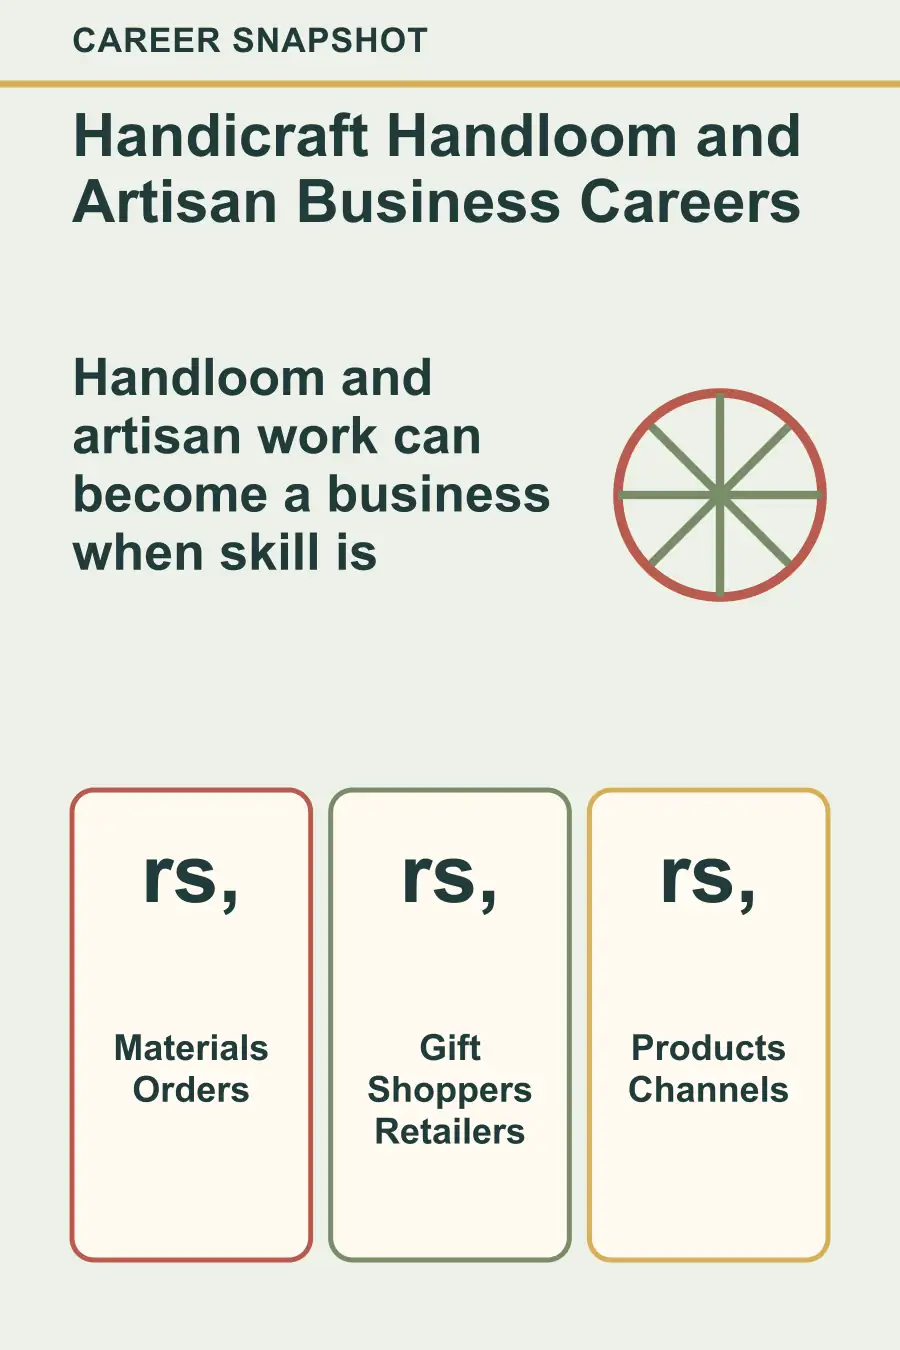 CAREER SNAPSHOT
Handicraft Handloom and
Artisan Business Careers
Handloom and
artisan work can
become a business
when skill is
rs,
Materials
Orders
rs,
Gift
Shoppers
Retailers
rs,
Products
Channels